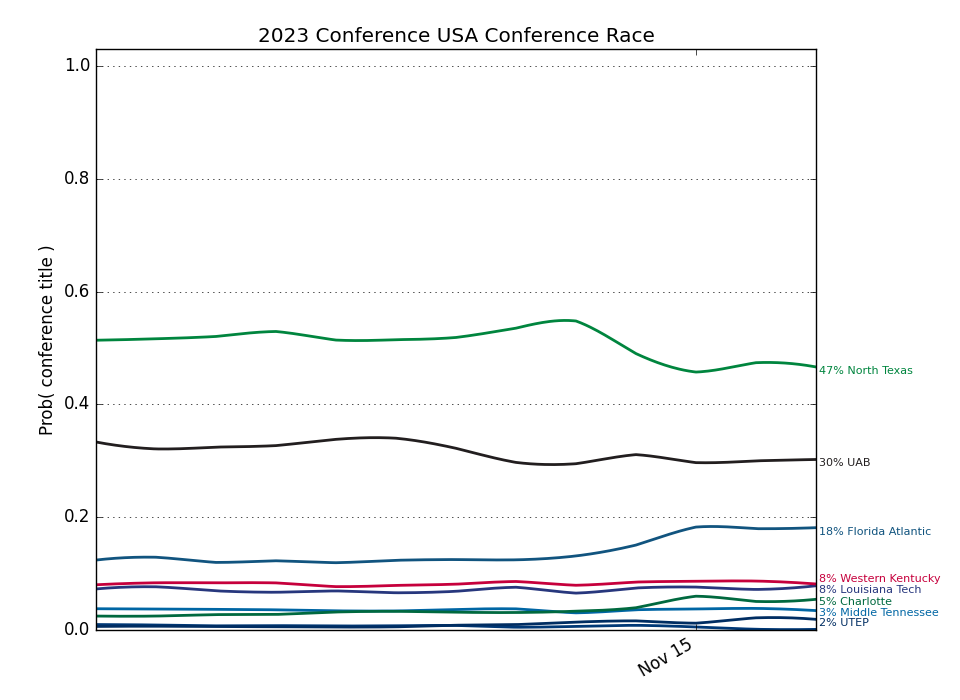 2023 Conference USA Conference Race
1.0
0.8
0.6
0.4
0.2
0.0
Prob( conference title )
47% North Texas
30% UAB
18% Florida Atlantic
8% Western Kentucky
8% Louisiana Tech
5% Charlotte
3% Middle Tennessee
2% UTEP
Nov 15